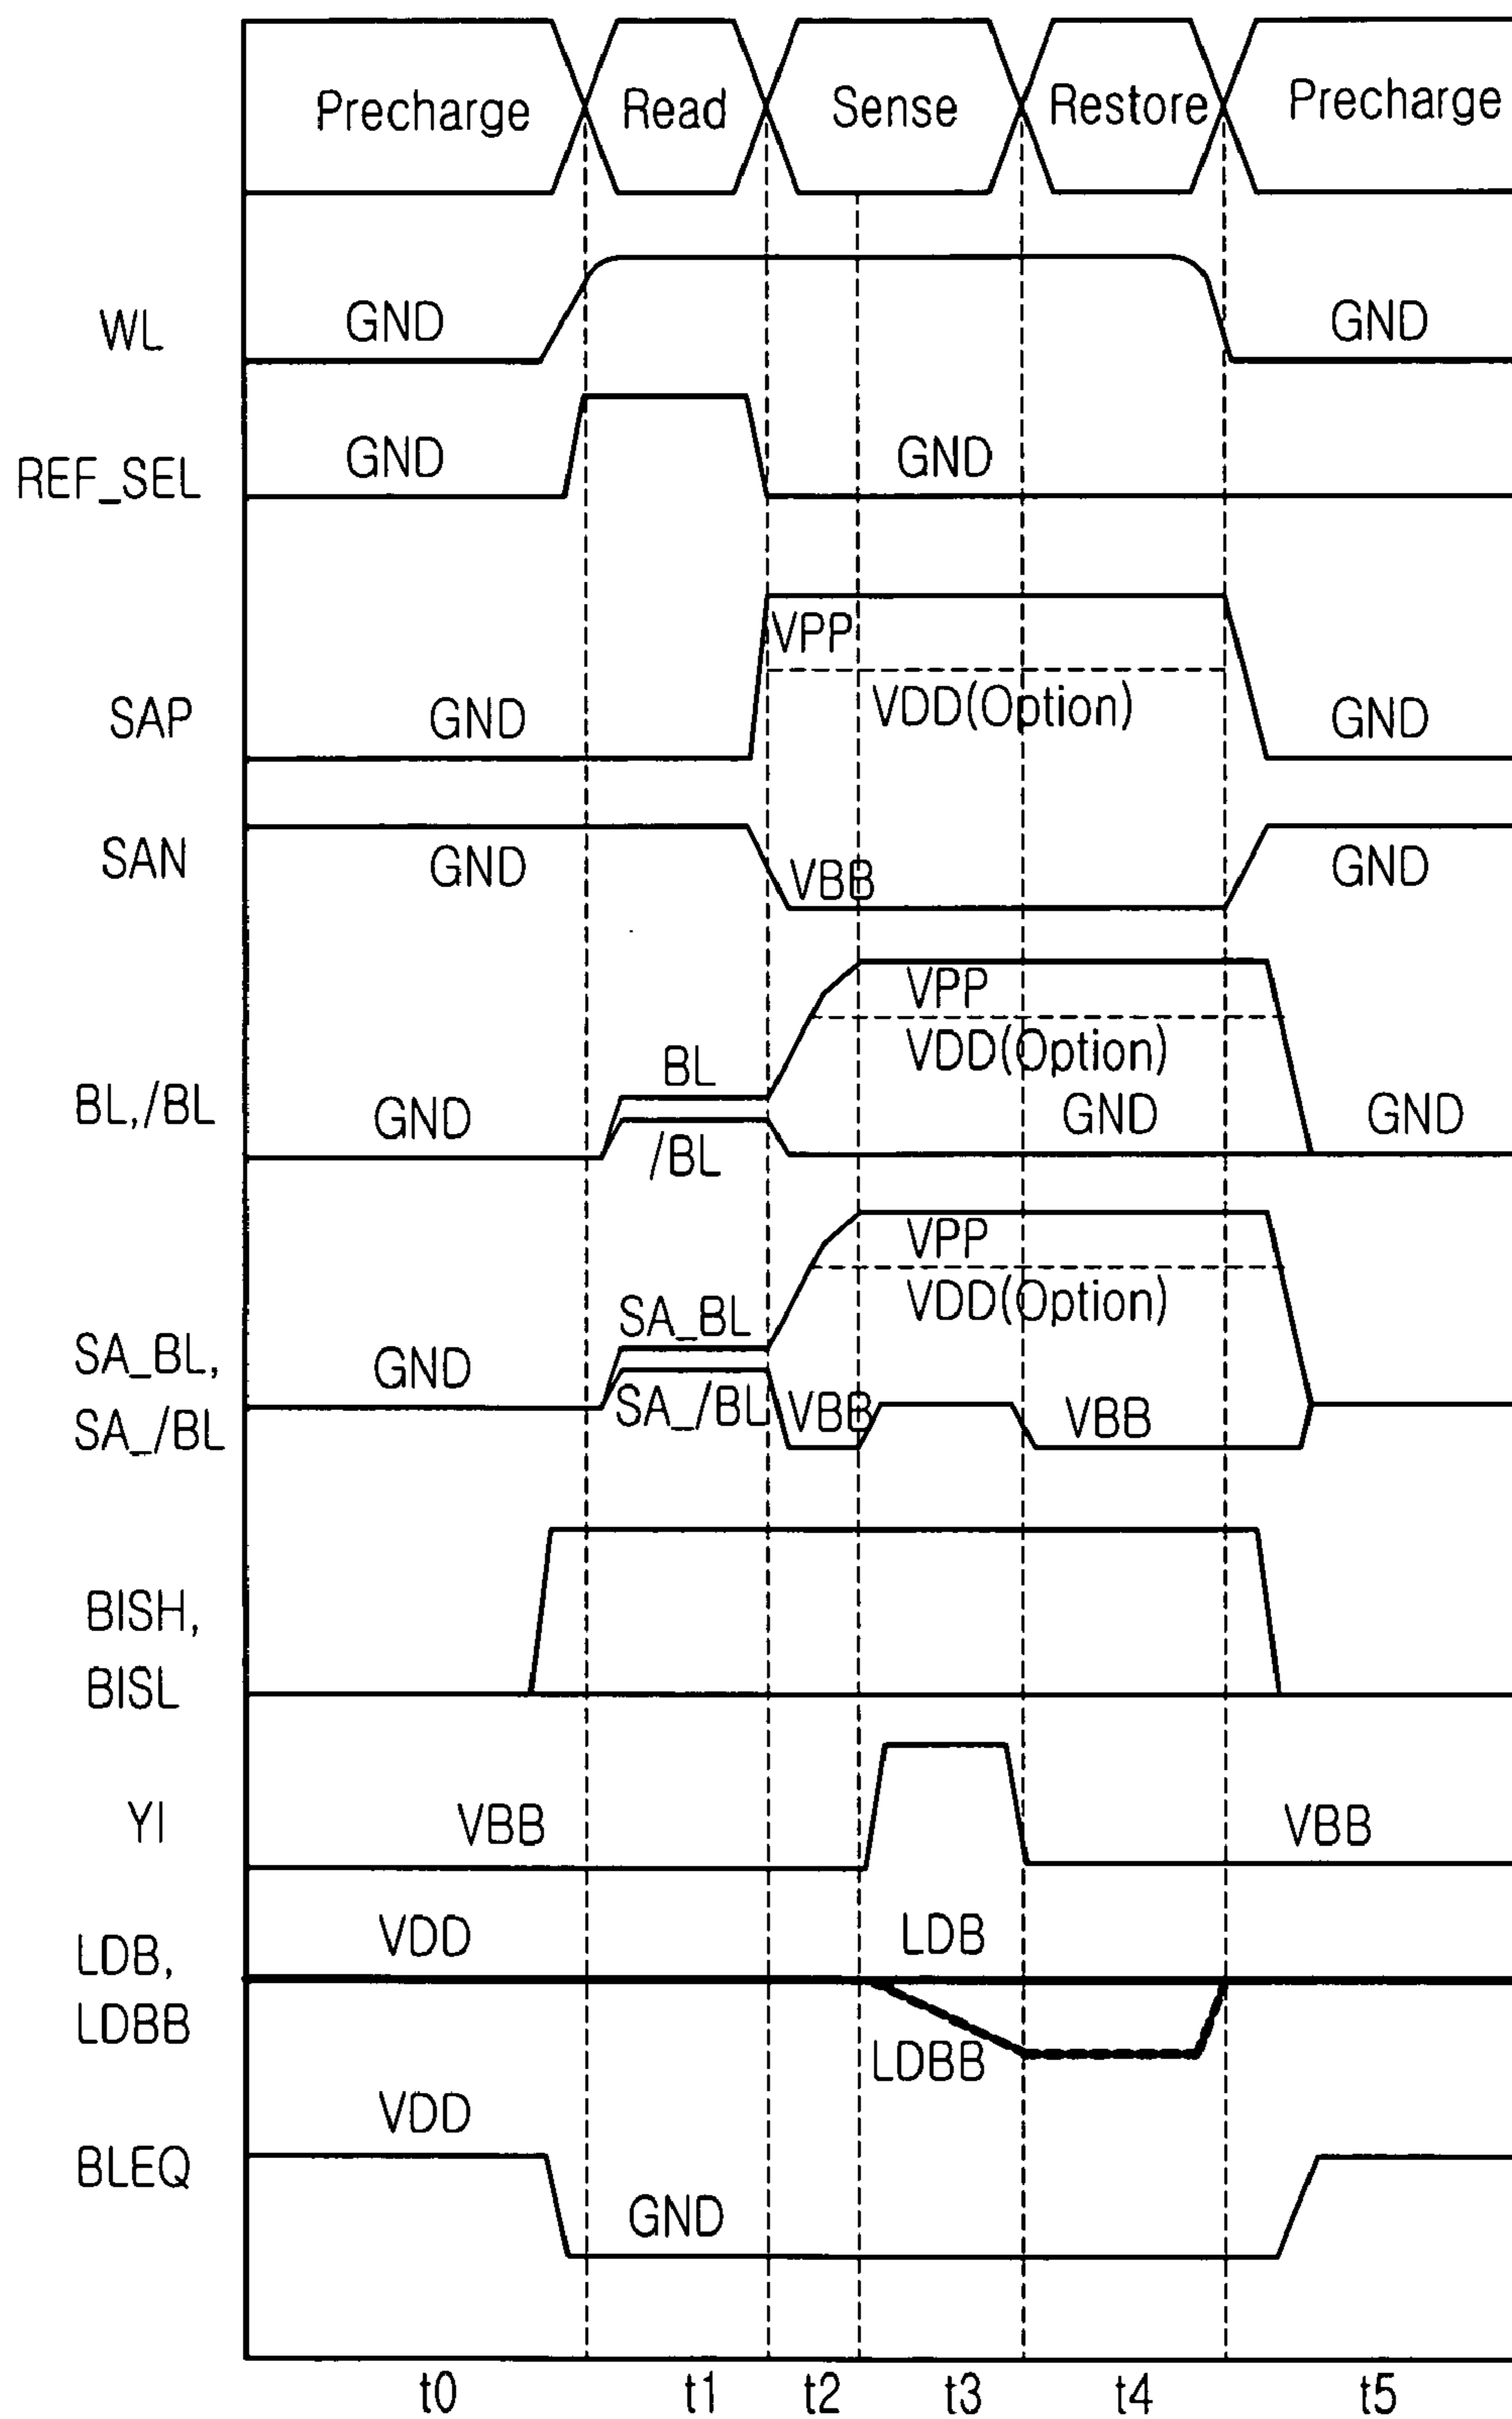 Precharge Read Sense Restore Precharge
WL GND GND
REF_SEL GND GND
VPP
VDD(Option)
SAP GND GND
SAN GND VBB GND
VPP
VDD(Option)
BL
BL,/BL GND GND GND
/BL
VPP
VDD(Option)
SA_BL
SA_BL, GND
SA_/BL VBB VBB
SA_/BL
BISH,
BISL
YI VBB VBB
VDD LDB
LDB,
LDBB
LDBB
VDD
BLEQ
GND
t0 t1 t2 t3 t4 t5